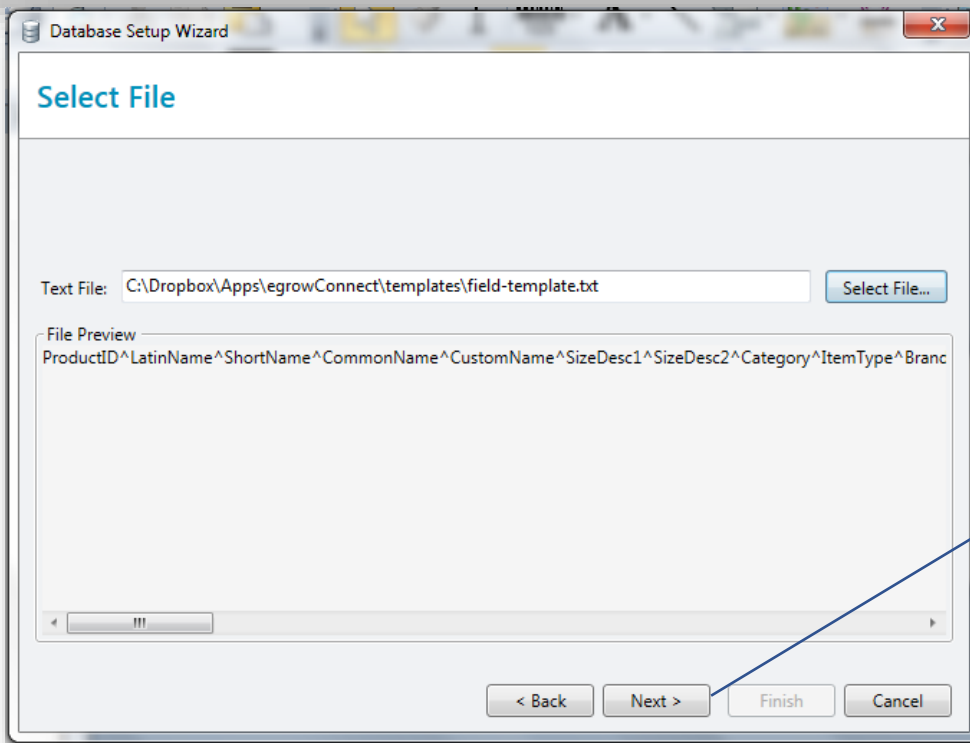 Database Setup Wizard
Select File
Text File: C:\Dropbox\Apps\egrowConnect\templates\field-template.txt Select File...
File Preview
ProductID^LatinName^ShortName^CommonName^CustomName^SizeDesc1^SizeDesc2^Category^ItemType^Branc
< Back Next > Finish Cancel